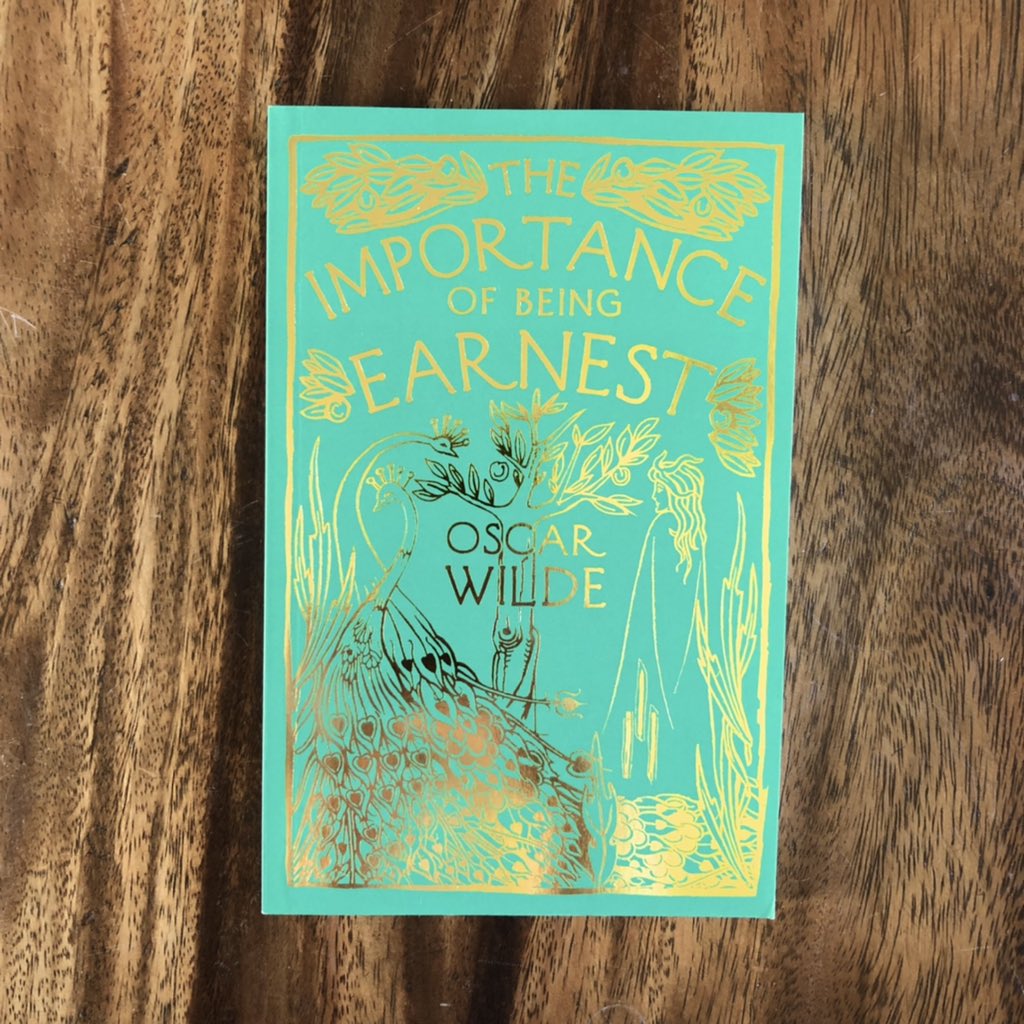 THE
IMPORTANCE
OF BEING
EARNEST
OSCAR
WILDE